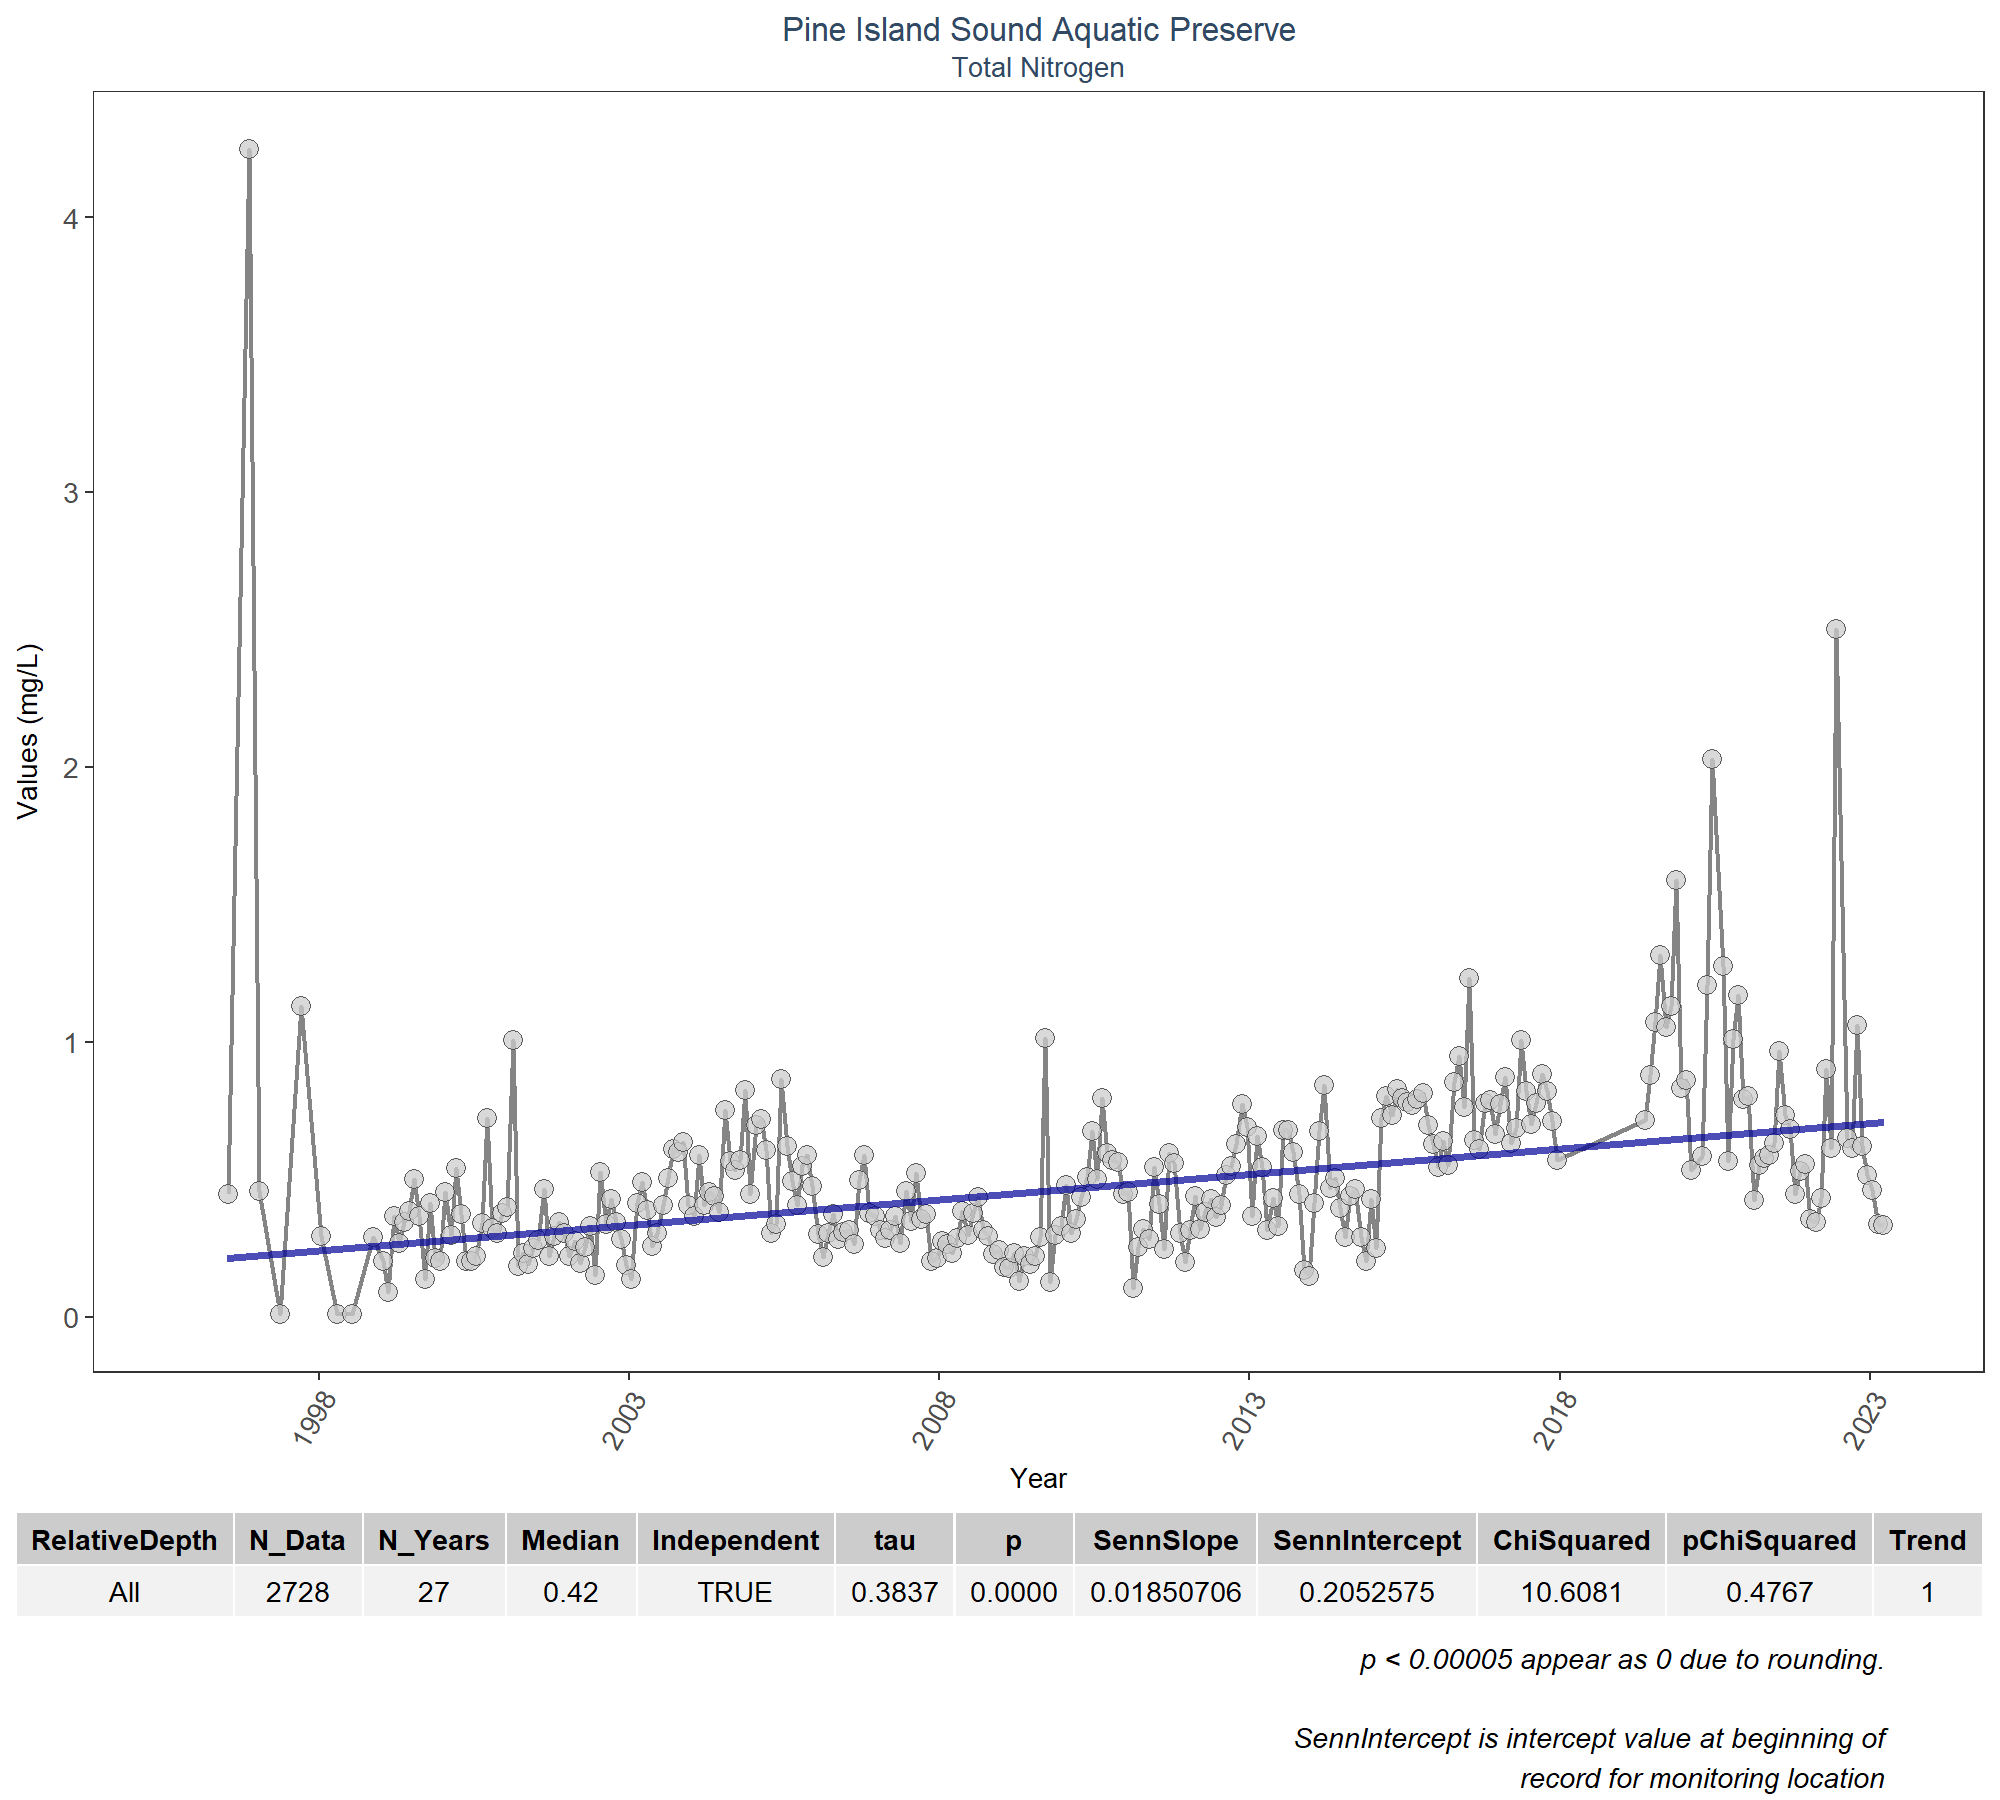 Pine Island Sound Aquatic Preserve
Total Nitrogen
Values (mg/L)
4
3
2
1
0
1998 2003 2008 2013 2018 2023
Year
RelativeDepth N_Data N_Years Median Independent tau p SennSlope SennIntercept ChiSquared pChiSquared Trend
All 2728 27 0.42 TRUE 0.3837 0.0000 0.01850706 0.2052575 10.6081 0.4767 1
p < 0.00005 appear as 0 due to rounding.
SennIntercept is intercept value at beginning of
record for monitoring location